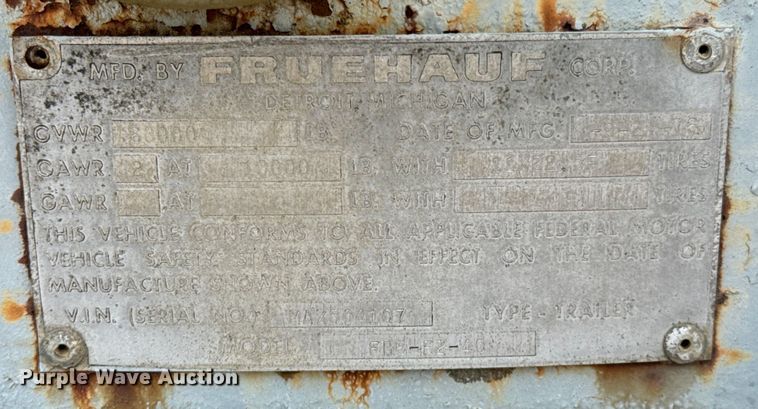 MFD. BY FRUEHAUF CORP.
DETROIT, MICHIGAN
GVWR LB. DATE OF MFG.
GAWR 2 AT LB. WITH TIRES
GAWR AT LB. WITH TIRES
THIS VEHICLE CONFORMS TO ALL APPLICABLE FEDERAL MOTOR
VEHICLE SAFETY STANDARDS IN EFFECT ON THE DATE OF
MANUFACTURE SHOWN ABOVE.
V.I.N. (SERIAL NO.) TYPE - TRAILER
MODEL
Purple Wave Auction